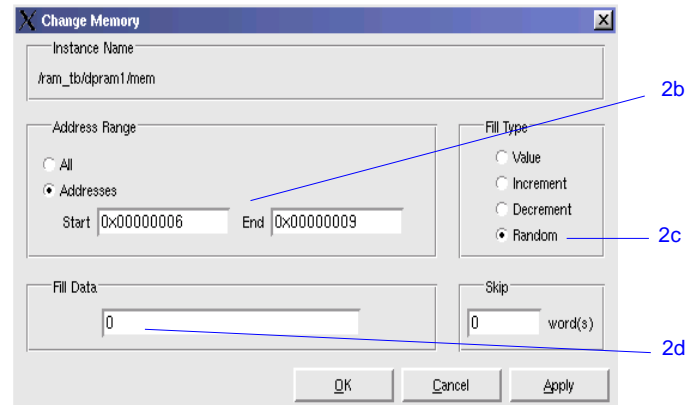 Change Memory
Instance Name
/ram_tb/dpram1/mem
2b
Address Range
All
Addresses
Start 0x00000006 End 0x00000009
Fill Type
Value
Increment
Decrement
Random
2c
Fill Data
0
Skip
0 word(s)
2d
OK Cancel Apply